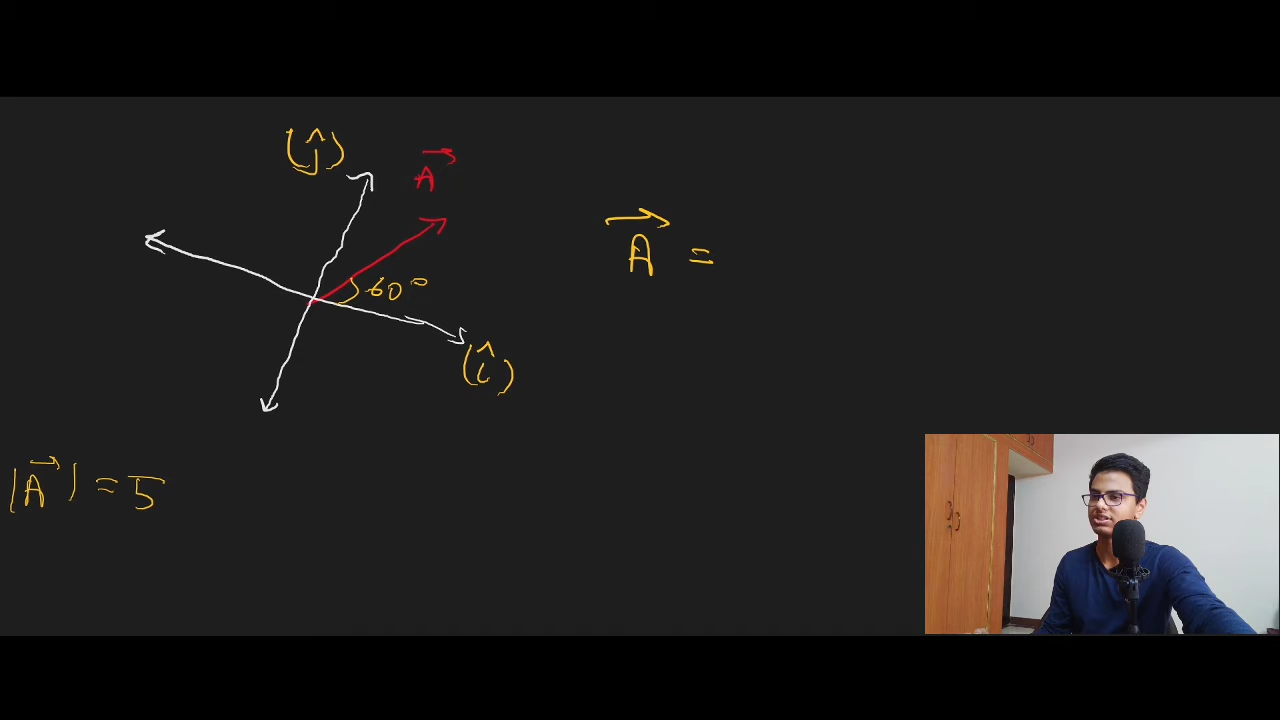 (ĵ)
A⃗
A⃗ =
60°
(î)
|A⃗| = 5